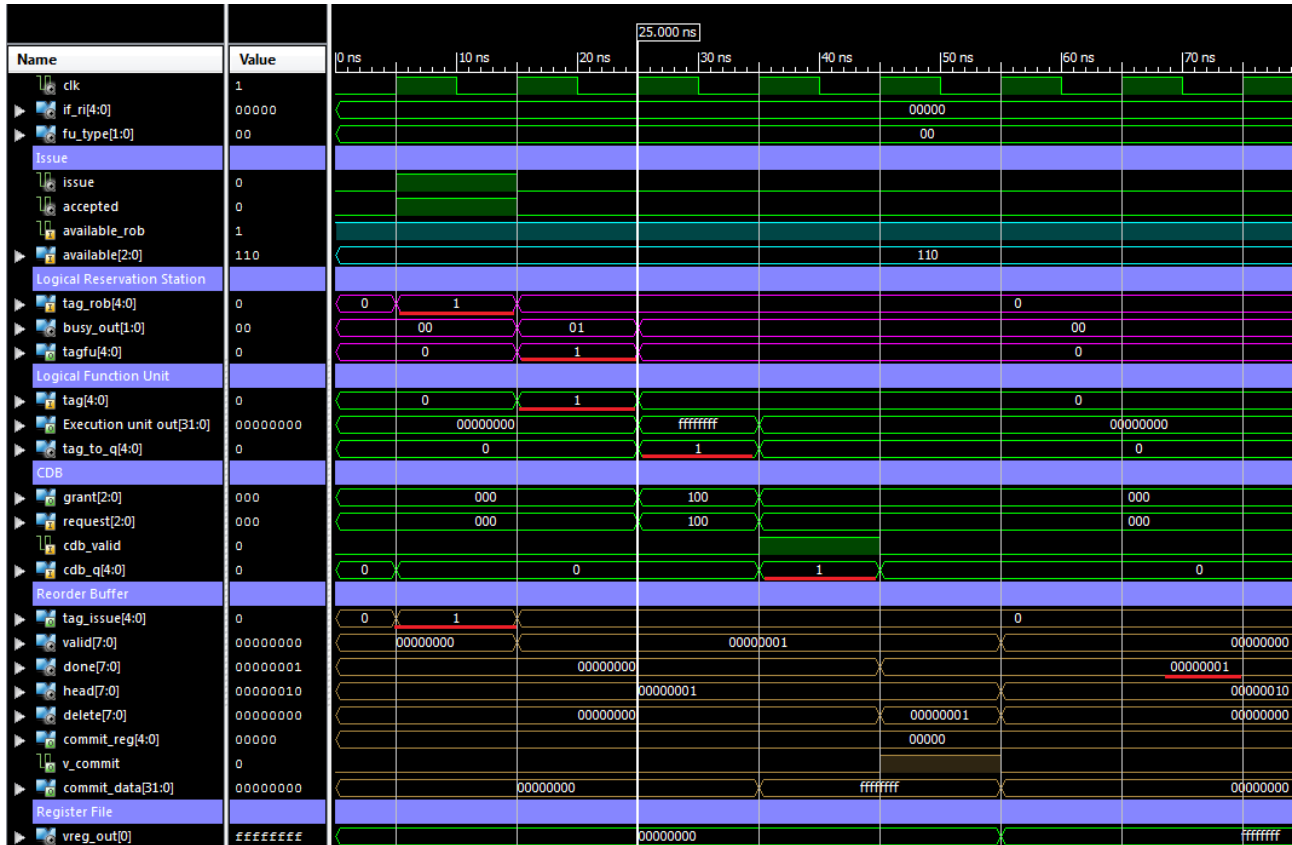 25.000 ns
Name Value 0 ns 10 ns 20 ns 30 ns 40 ns 50 ns 60 ns 70 ns
clk 1
if_ri[4:0] 00000 00000
fu_type[1:0] 00 00
Issue
issue 0
accepted 0
available_rob 1
available[2:0] 110 110
Logical Reservation Station
tag_rob[4:0] 0 0 1 0
busy_out[1:0] 00 00 01 00
tagfu[4:0] 0 0 1 0
Logical Function Unit
tag[4:0] 0 0 1 0
Execution unit out[31:0] 00000000 00000000 ffffffff 00000000
tag_to_q[4:0] 0 0 1 0
CDB
grant[2:0] 000 000 100 000
request[2:0] 000 000 100 000
cdb_valid 0
cdb_q[4:0] 0 0 0 1 0
Reorder Buffer
tag_issue[4:0] 0 0 1 0
valid[7:0] 00000000 00000000 00000001 00000000
done[7:0] 00000001 00000000 00000001
head[7:0] 00000010 00000001 00000010
delete[7:0] 00000000 00000000 00000001 00000000
commit_reg[4:0] 00000 00000
v_commit 0
commit_data[31:0] 00000000 00000000 ffffffff 00000000
Register File
vreg_out[0] ffffffff 00000000 ffffffff